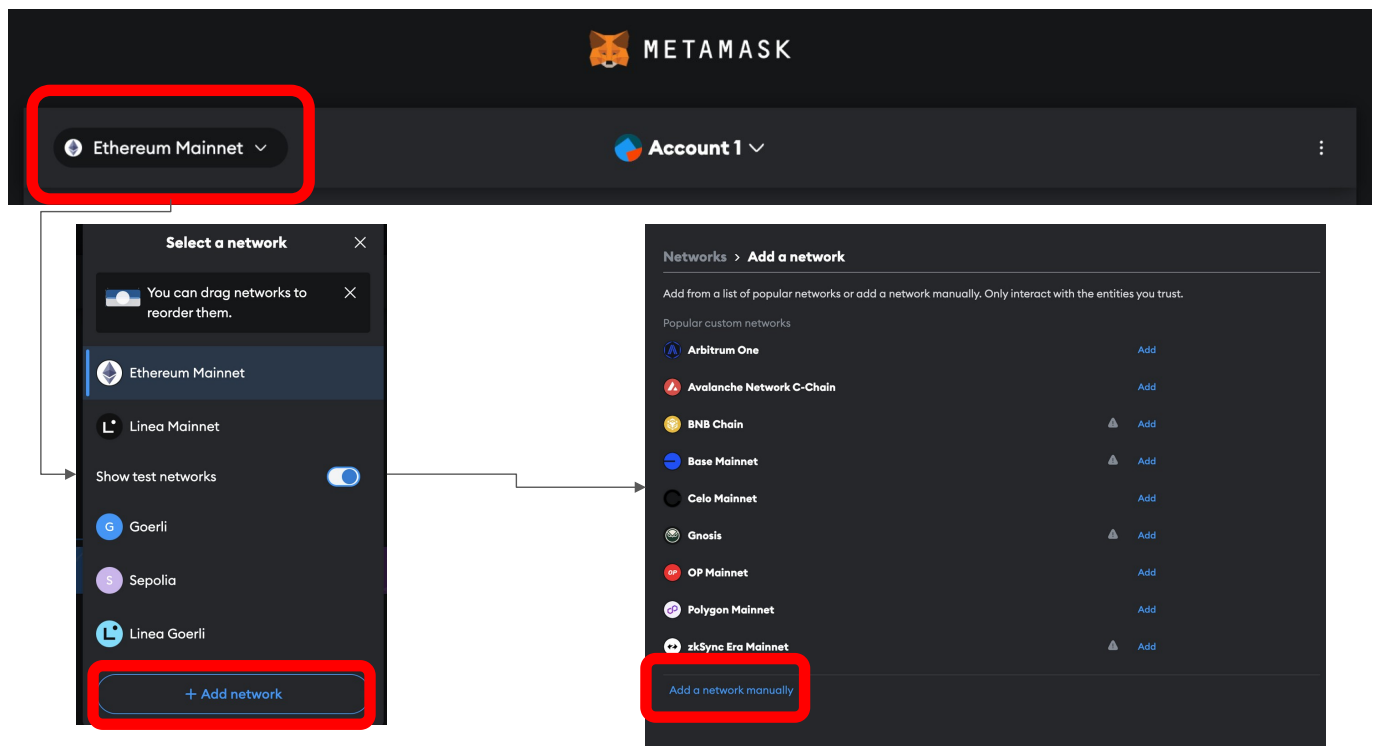 METAMASK
Ethereum Mainnet
Account 1
Select a network
You can drag networks to
reorder them.
Ethereum Mainnet
L Linea Mainnet
Show test networks
G Goerli
S Sepolia
L Linea Goerli
+ Add network
Networks > Add a network
Add from a list of popular networks or add a network manually. Only interact with the entities you trust.
Popular custom networks
Arbitrum One Add
Avalanche Network C-Chain Add
BNB Chain Add
Base Mainnet Add
Celo Mainnet Add
Gnosis Add
OP OP Mainnet Add
Polygon Mainnet Add
zkSync Era Mainnet Add
Add a network manually